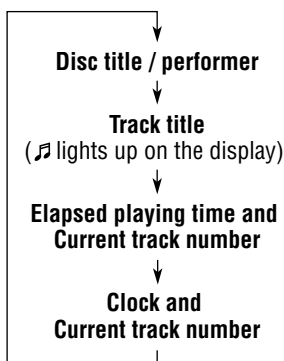 Disc title / performer
Track title
(♫ lights up on the display)
Elapsed playing time and
Current track number
Clock and
Current track number